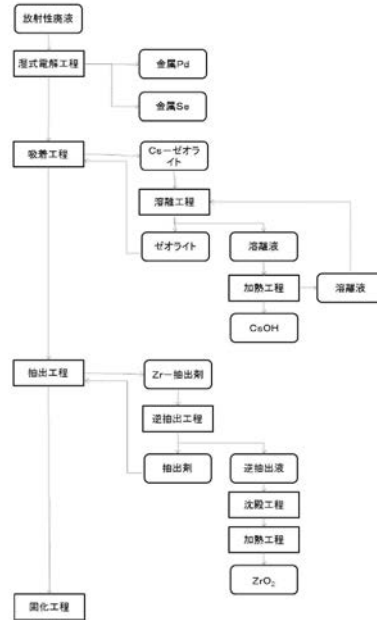 放射性廃液
湿式電解工程
金属Pd
金属Se
吸着工程
Cs－ゼオラ
イト
溶離工程
ゼオライト
溶離液
加熱工程
溶離液
CsOH
抽出工程
Zr－抽出剤
逆抽出工程
抽出剤
逆抽出液
沈殿工程
加熱工程
ZrO₂
固化工程